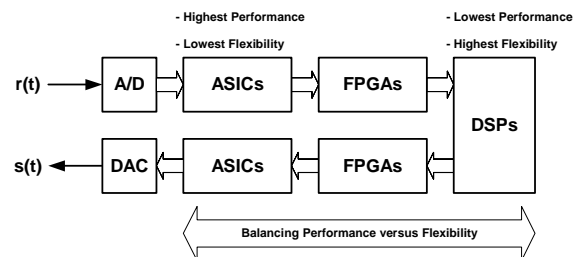 - Highest Performance
- Lowest Flexibility
- Lowest Performance
- Highest Flexibility
r(t)
A/D
ASICs
FPGAs
DSPs
s(t)
DAC
ASICs
FPGAs
Balancing Performance versus Flexibility